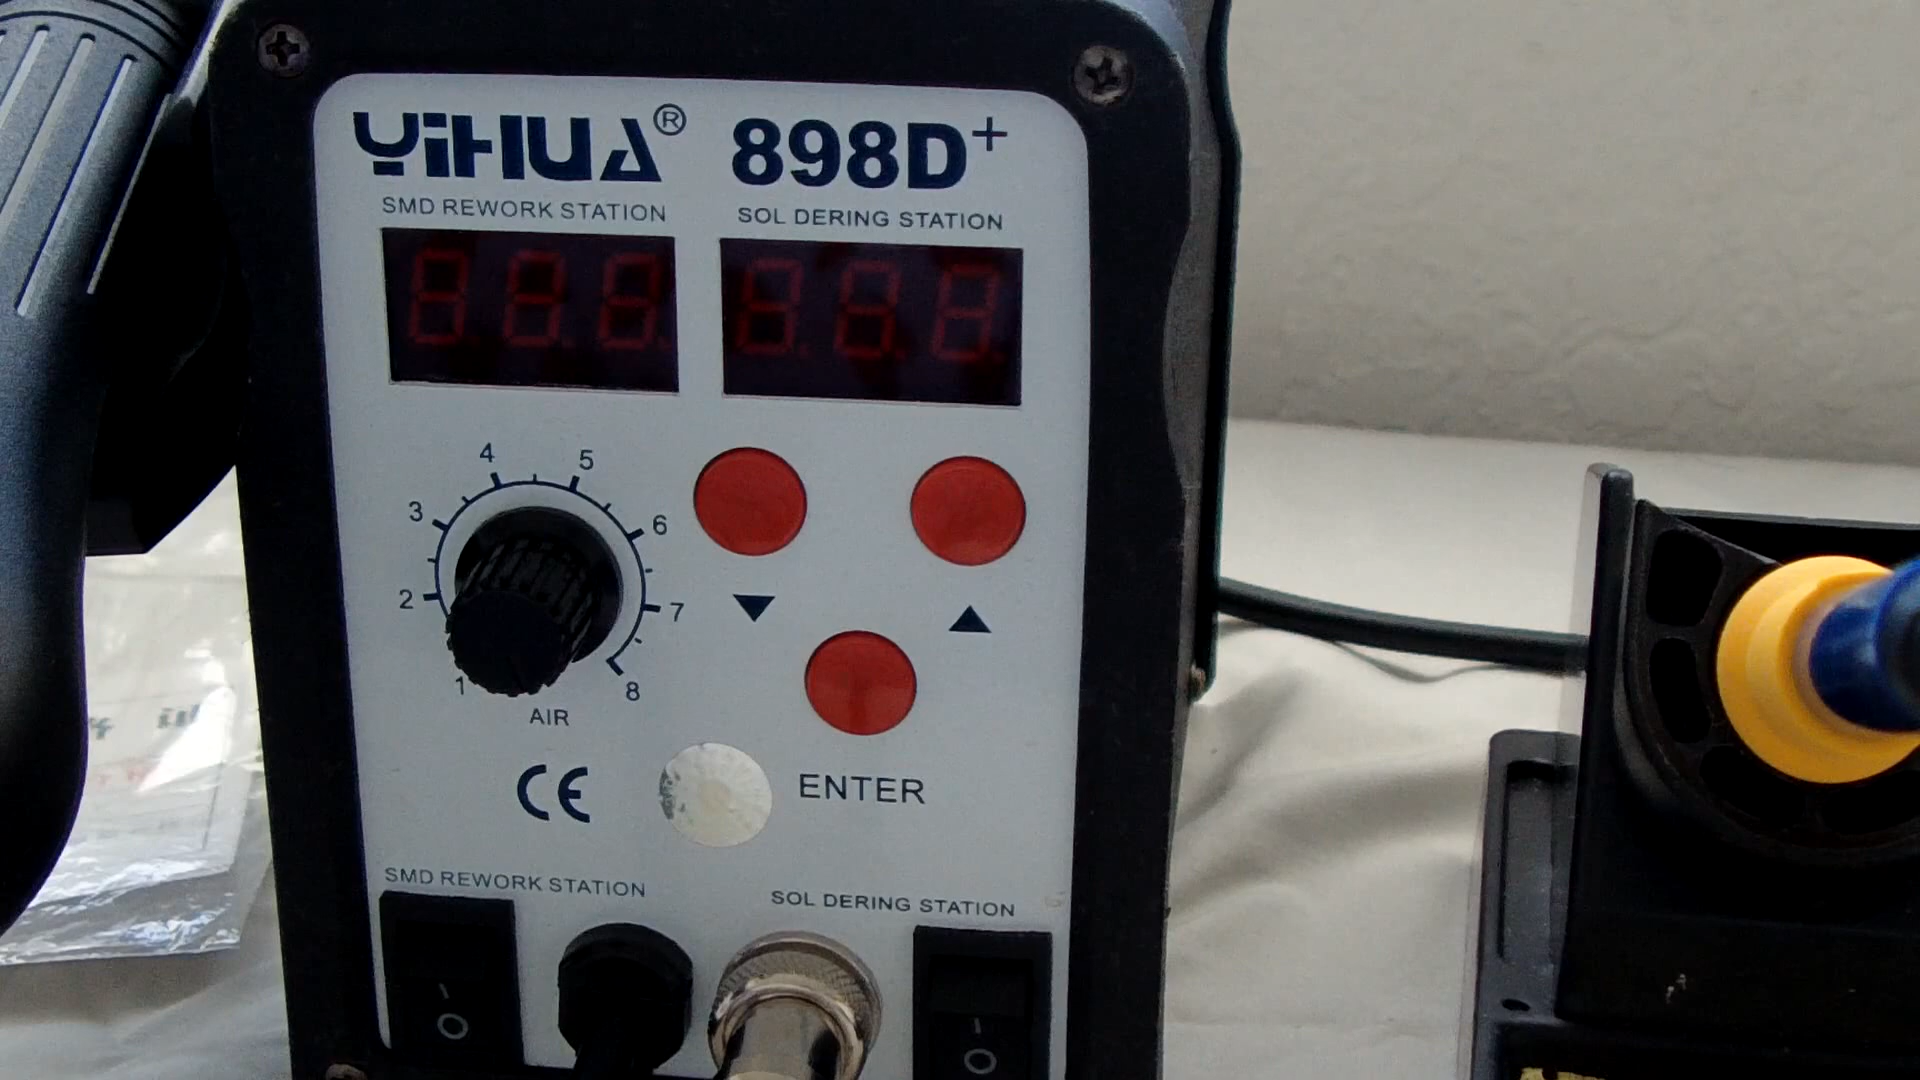 YiHUA® 898D+
SMD REWORK STATION
SOL DERING STATION
4
5
3
6
2
7
1
8
AIR
CE
ENTER
SMD REWORK STATION
SOL DERING STATION